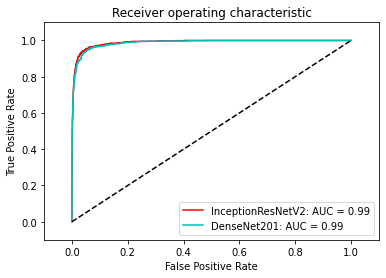 Receiver operating characteristic
True Positive Rate
1.0
0.8
0.6
0.4
0.2
0.0
InceptionResNetV2: AUC = 0.99
DenseNet201: AUC = 0.99
0.0 0.2 0.4 0.6 0.8 1.0
False Positive Rate